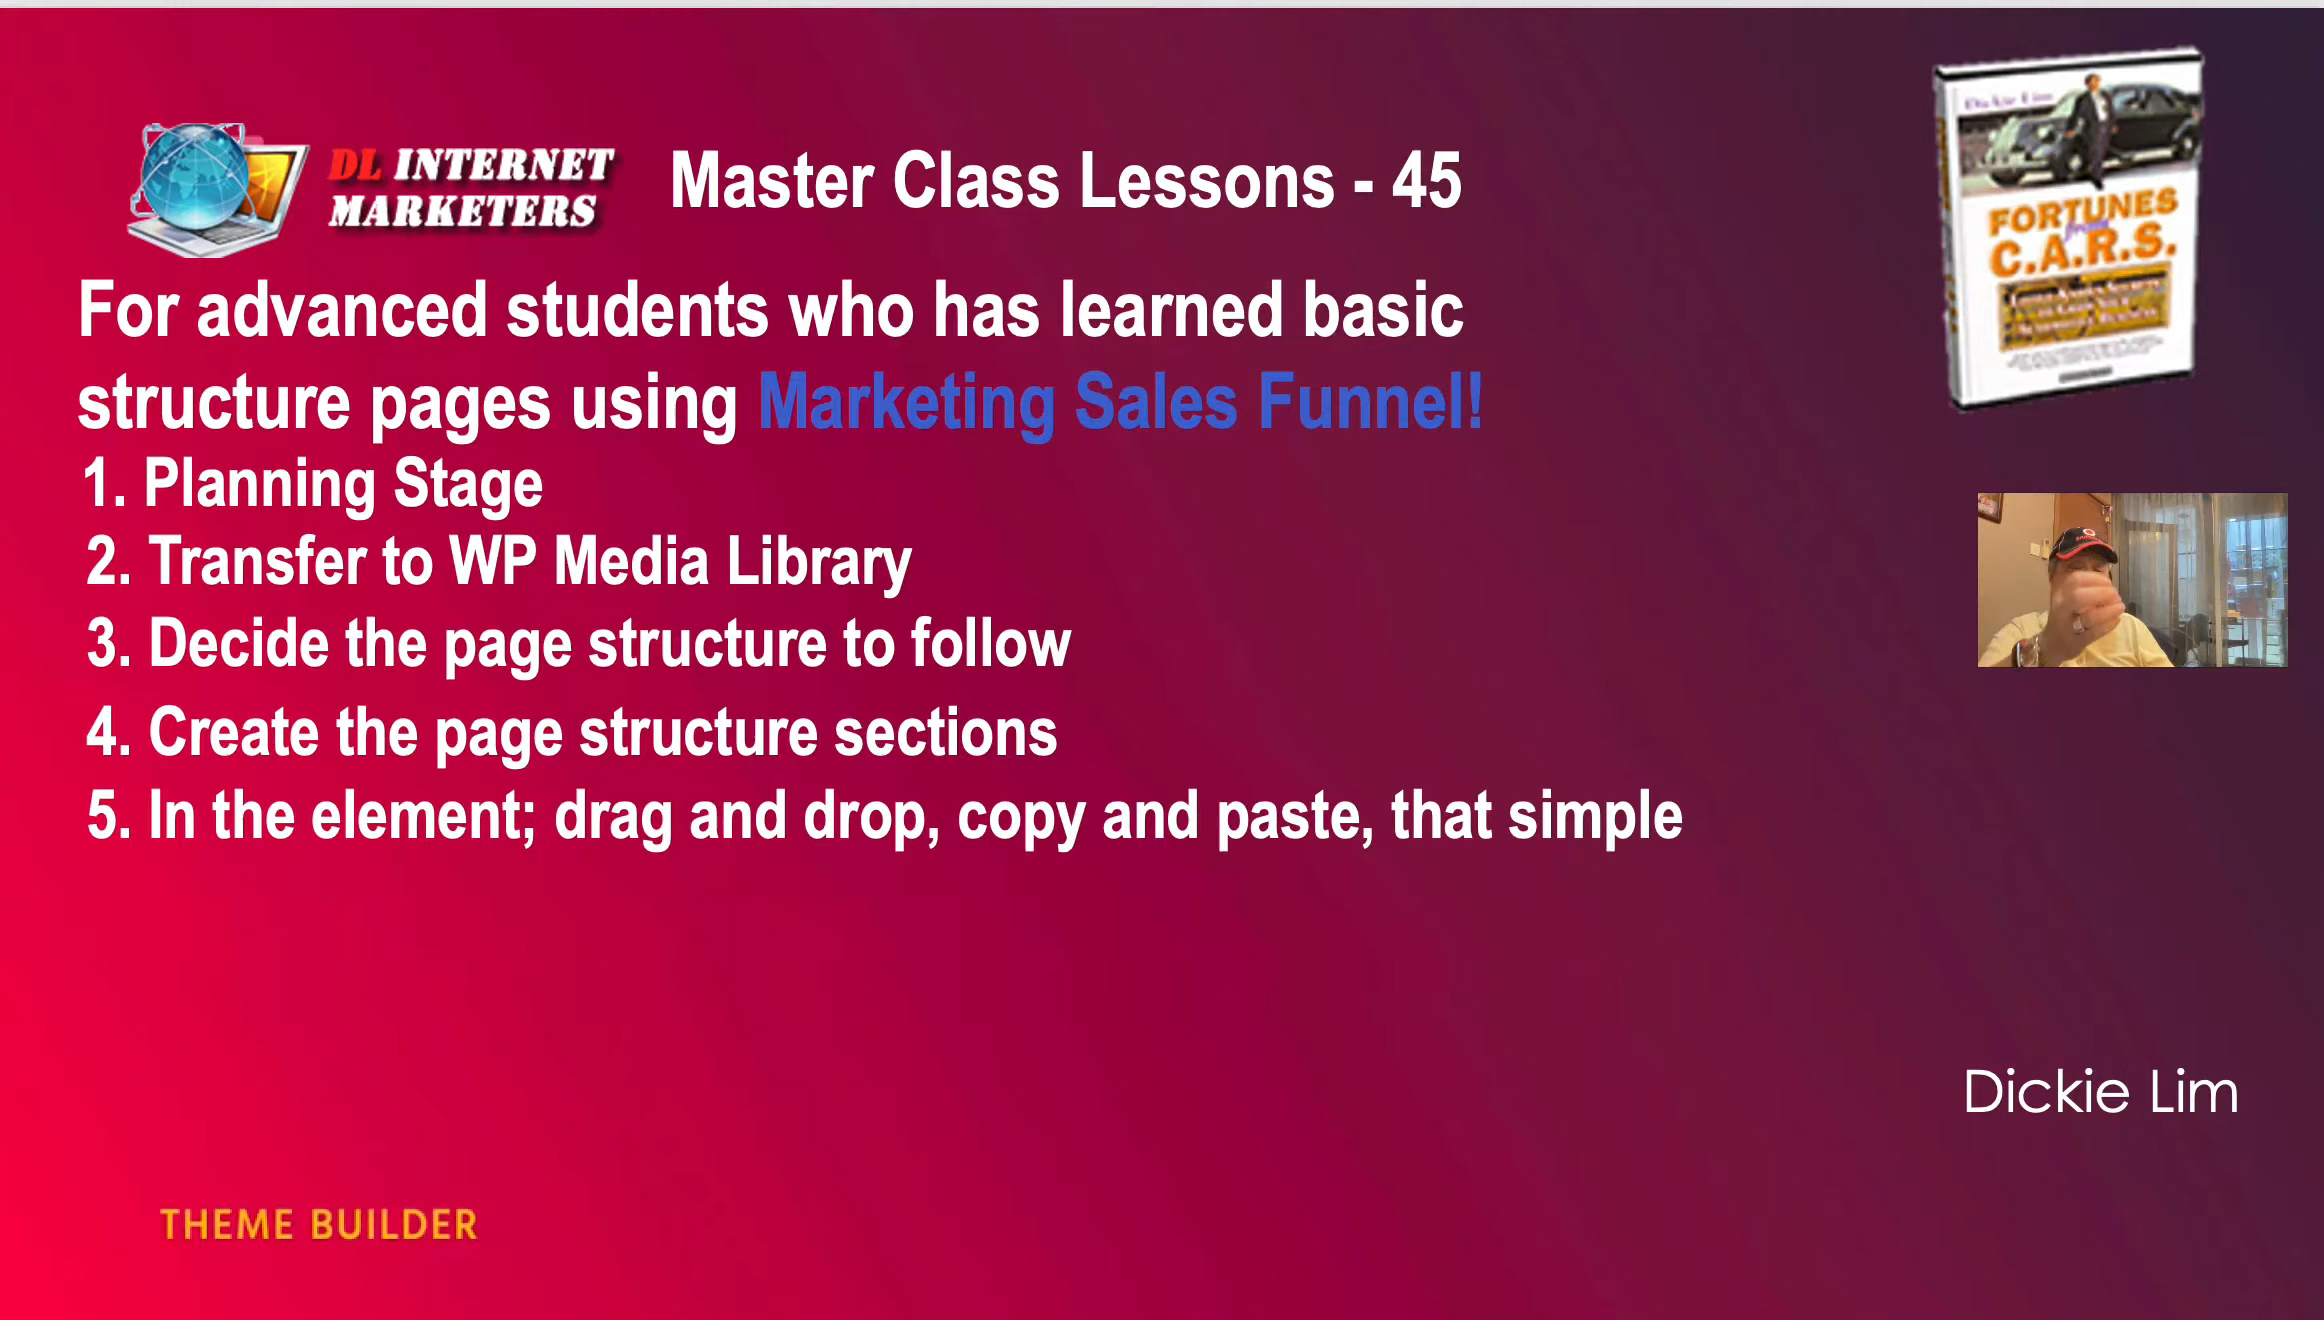 DL INTERNET
MARKETERS
Master Class Lessons - 45
For advanced students who has learned basic
structure pages using Marketing Sales Funnel!
1. Planning Stage
2. Transfer to WP Media Library
3. Decide the page structure to follow
4. Create the page structure sections
5. In the element; drag and drop, copy and paste, that simple
Dickie Lim
FORTUNES
from
C.A.R.S.
Dickie Lim
THEME BUILDER